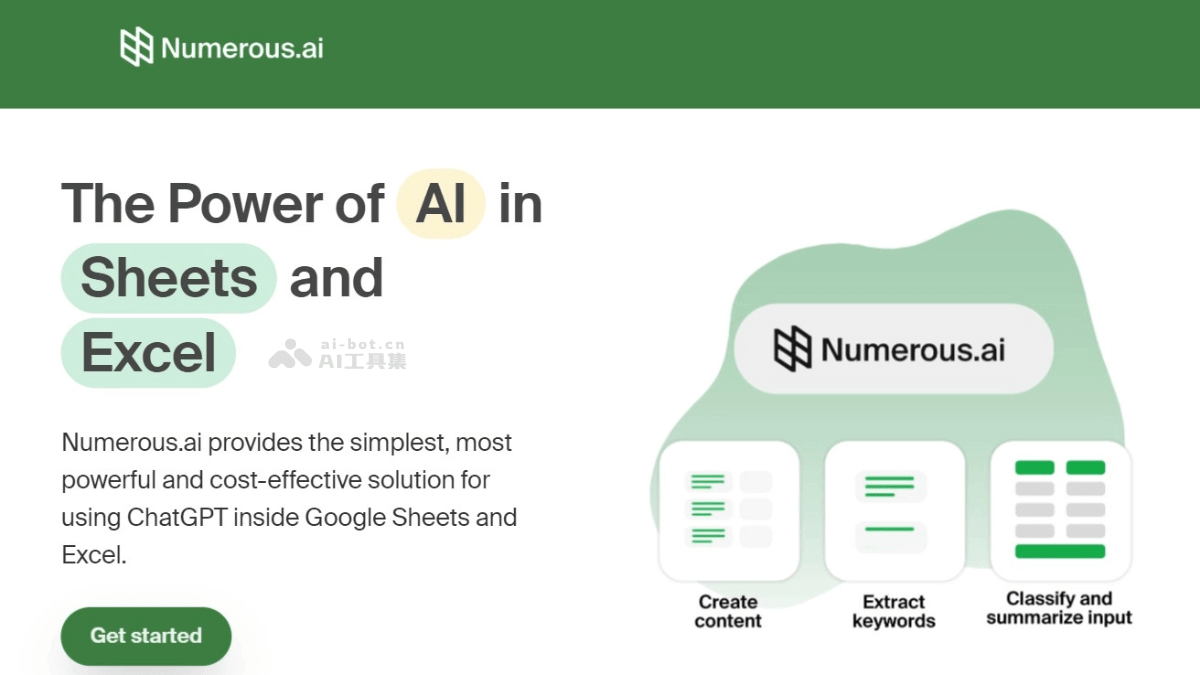 Numerous.ai
The Power of AI in
Sheets and
Excel
ai-bot.cn
AI工具集
Numerous.ai provides the simplest, most
powerful and cost-effective solution for
using ChatGPT inside Google Sheets and
Excel.
Get started
Numerous.ai
Create
content
Extract
keywords
Classify and
summarize input